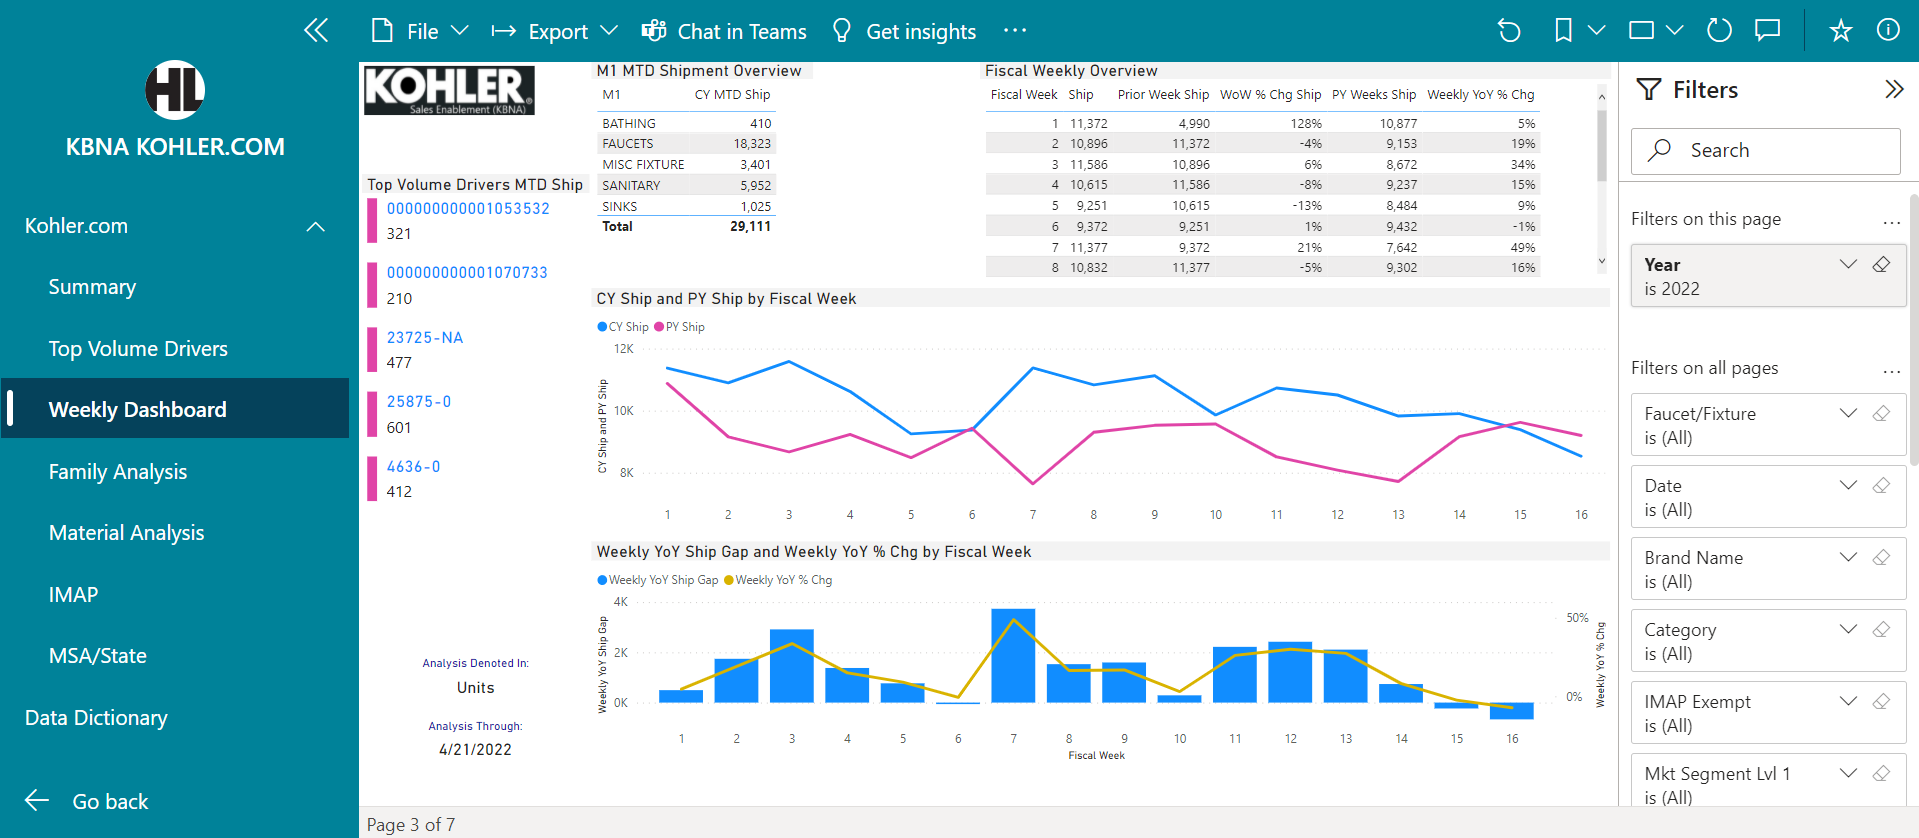 File
Export
Chat in Teams
Get insights
HL
KBNA KOHLER.COM
Kohler.com
Summary
Top Volume Drivers
Weekly Dashboard
Family Analysis
Material Analysis
IMAP
MSA/State
Data Dictionary
Go back
KOHLER®
Sales Enablement (KBNA)
Top Volume Drivers MTD Ship
000000000001053532
321
000000000001070733
210
23725-NA
477
25875-0
601
4636-0
412
Analysis Denoted In:
Units
Analysis Through:
4/21/2022
M1 MTD Shipment Overview
M1 CY MTD Ship
BATHING 410
FAUCETS 18,323
MISC FIXTURE 3,401
SANITARY 5,952
SINKS 1,025
Total 29,111
Fiscal Weekly Overview
Fiscal Week Ship Prior Week Ship WoW % Chg Ship PY Weeks Ship Weekly YoY % Chg
1 11,372 4,990 128% 10,877 5%
2 10,896 11,372 -4% 9,153 19%
3 11,586 10,896 6% 8,672 34%
4 10,615 11,586 -8% 9,237 15%
5 9,251 10,615 -13% 8,484 9%
6 9,372 9,251 1% 9,432 -1%
7 11,377 9,372 21% 7,642 49%
8 10,832 11,377 -5% 9,302 16%
CY Ship and PY Ship by Fiscal Week
CY Ship PY Ship
CY Ship and PY Ship
12K
10K
8K
1 2 3 4 5 6 7 8 9 10 11 12 13 14 15 16
Weekly YoY Ship Gap and Weekly YoY % Chg by Fiscal Week
Weekly YoY Ship Gap Weekly YoY % Chg
Weekly YoY Ship Gap
4K
2K
0K
50%
0%
Weekly YoY % Chg
1 2 3 4 5 6 7 8 9 10 11 12 13 14 15 16
Fiscal Week
Page 3 of 7
Filters
Search
Filters on this page
Year
is 2022
Filters on all pages
Faucet/Fixture
is (All)
Date
is (All)
Brand Name
is (All)
Category
is (All)
IMAP Exempt
is (All)
Mkt Segment Lvl 1
is (All)